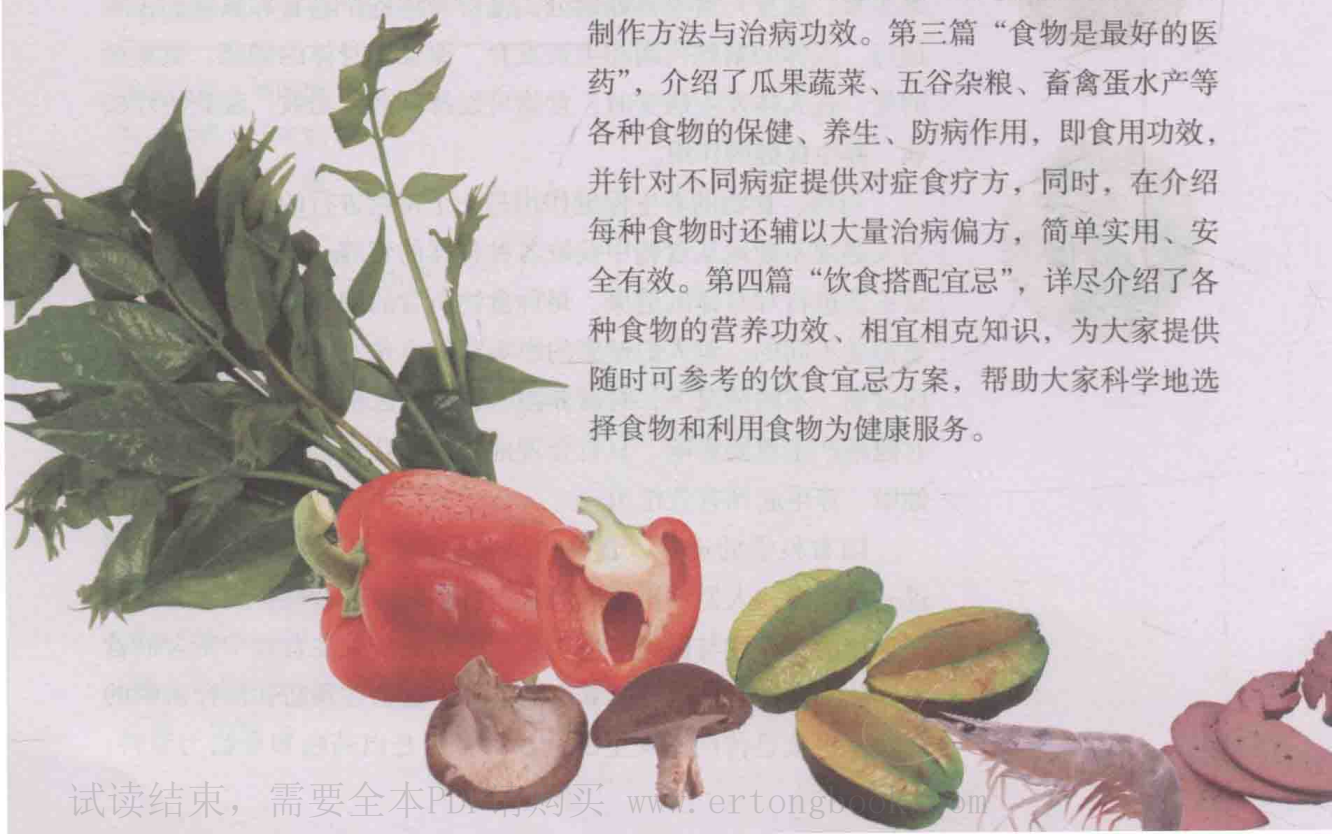 制作方法与治病功效。第三篇“食物是最好的医
药”，介绍了瓜果蔬菜、五谷杂粮、畜禽蛋水产等
各种食物的保健、养生、防病作用，即食用功效，
并针对不同病症提供对症食疗方，同时，在介绍
每种食物时还辅以大量治病偏方，简单实用、安
全有效。第四篇“饮食搭配宜忌”，详尽介绍了各
种食物的营养功效、相宜相克知识，为大家提供
随时可参考的饮食宜忌方案，帮助大家科学地选
择食物和利用食物为健康服务。
试读结束，需要全本PDF请购买 www.ertongbook.com